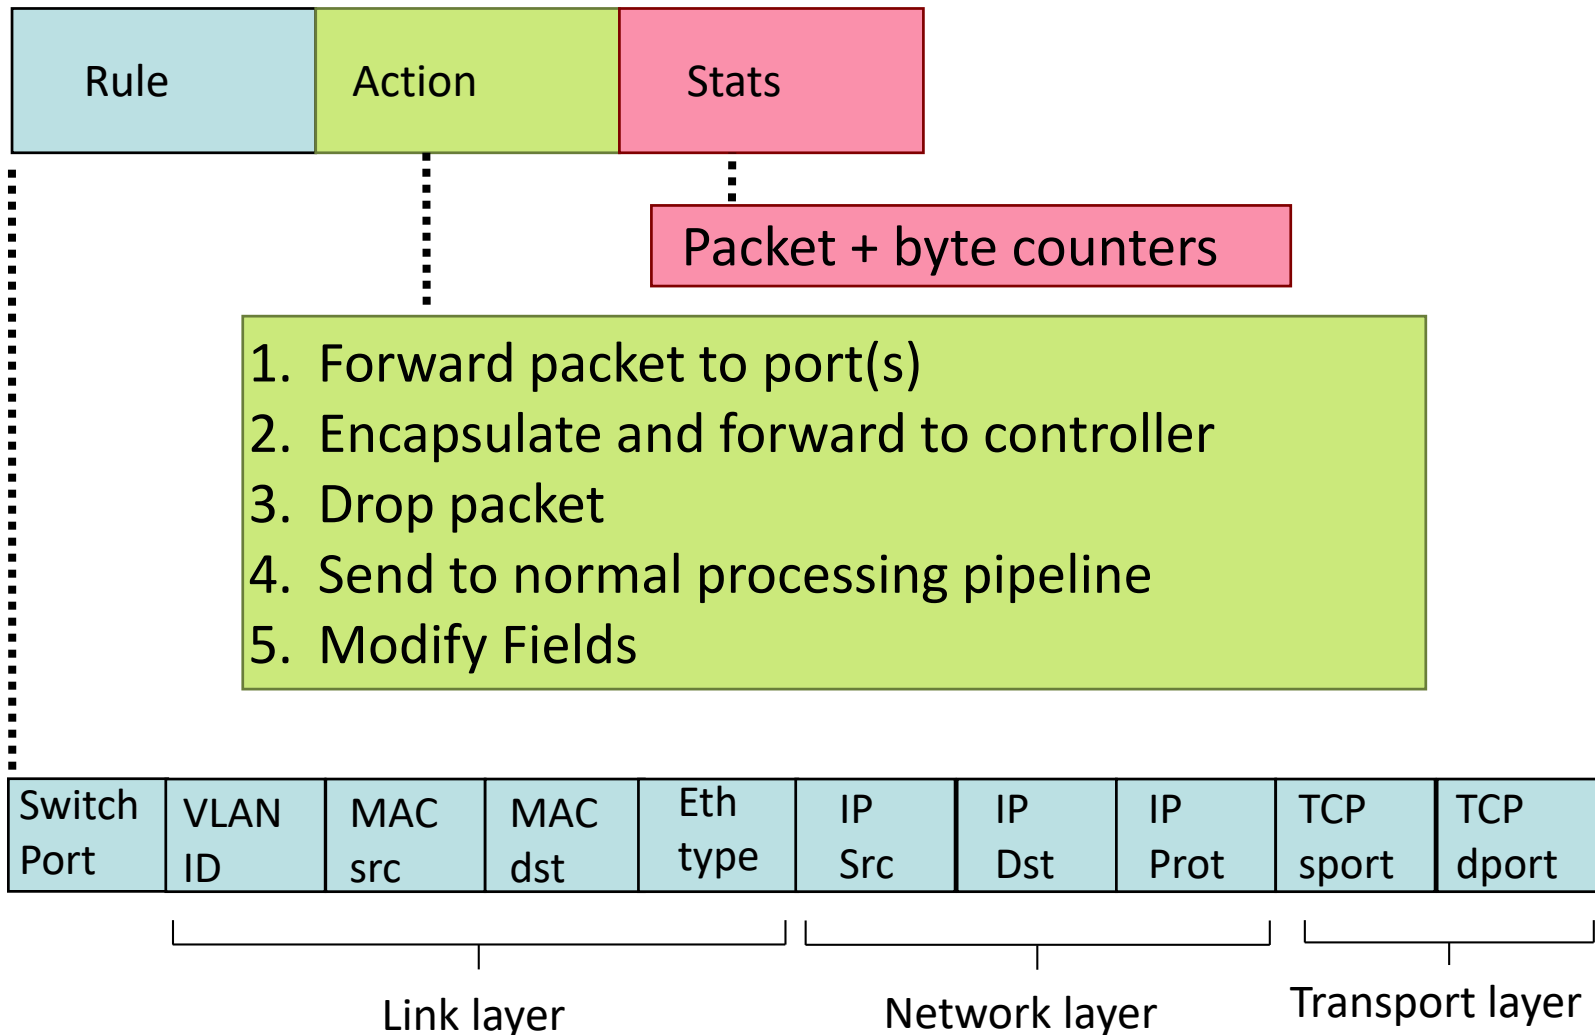 Rule
Action
Stats
Packet + byte counters
1. Forward packet to port(s)
2. Encapsulate and forward to controller
3. Drop packet
4. Send to normal processing pipeline
5. Modify Fields
Switch
Port
VLAN
ID
MAC
src
MAC
dst
Eth
type
IP
Src
IP
Dst
IP
Prot
TCP
sport
TCP
dport
Link layer
Network layer
Transport layer